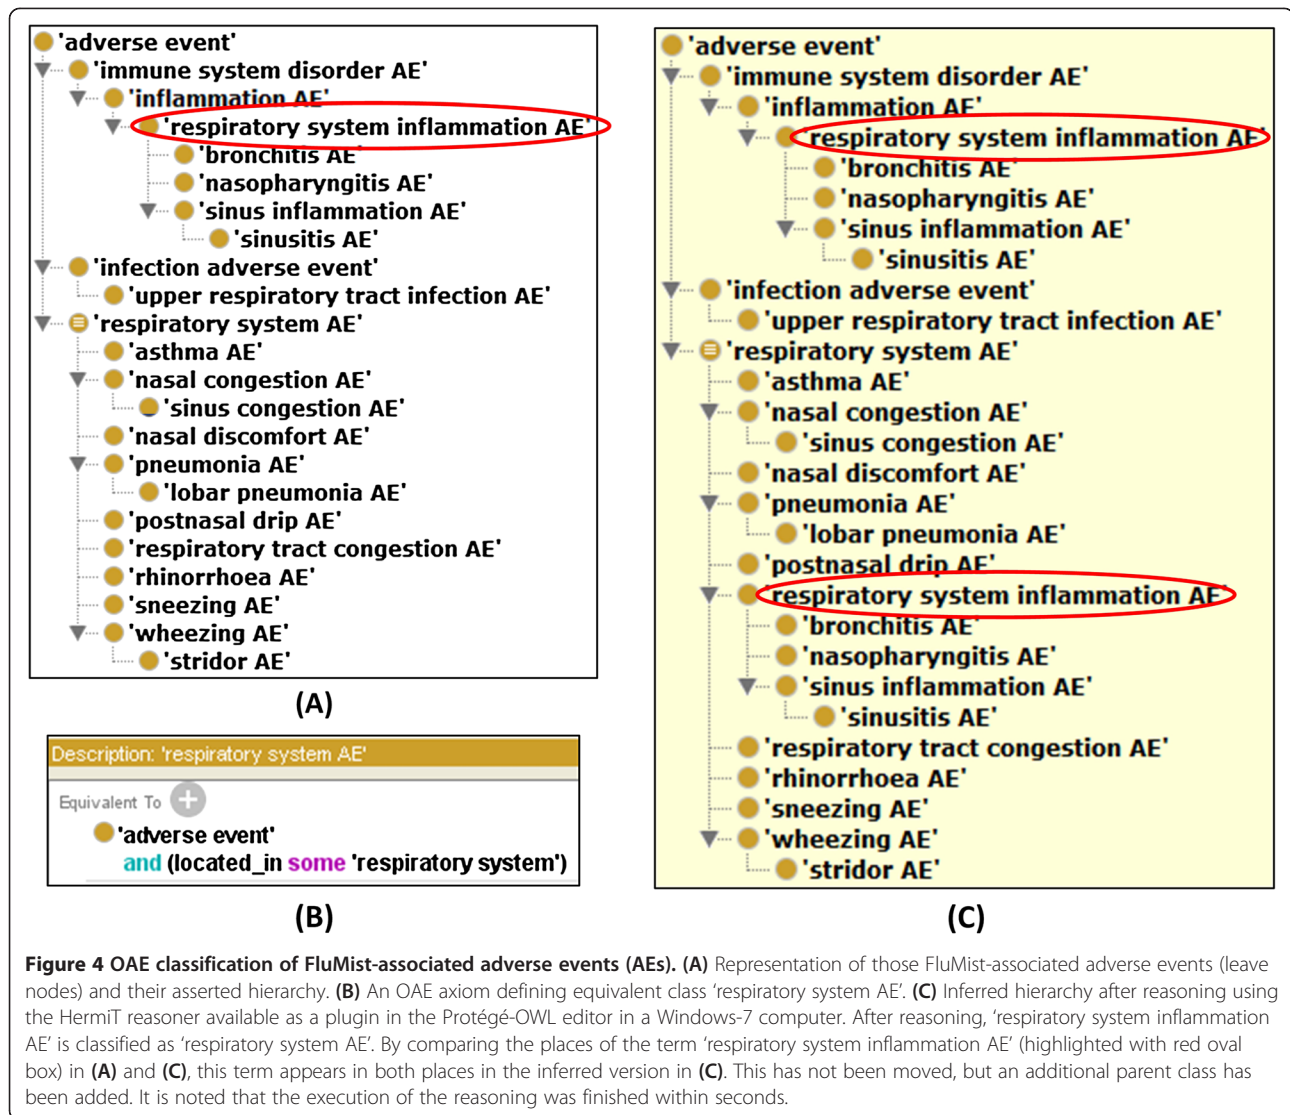 'adverse event'
'immune system disorder AE'
'inflammation AE'
'respiratory system inflammation AE'
'bronchitis AE'
'nasopharyngitis AE'
'sinus inflammation AE'
'sinusitis AE'
'infection adverse event'
'upper respiratory tract infection AE'
'respiratory system AE'
'asthma AE'
'nasal congestion AE'
'sinus congestion AE'
'nasal discomfort AE'
'pneumonia AE'
'lobar pneumonia AE'
'postnasal drip AE'
'respiratory tract congestion AE'
'rhinorrhoea AE'
'sneezing AE'
'wheezing AE'
'stridor AE'
(A)
Description: 'respiratory system AE'
Equivalent To
'adverse event'
and (located_in some 'respiratory system')
(B)
'adverse event'
'immune system disorder AE'
'inflammation AE'
'respiratory system inflammation AE'
'bronchitis AE'
'nasopharyngitis AE'
'sinus inflammation AE'
'sinusitis AE'
'infection adverse event'
'upper respiratory tract infection AE'
'respiratory system AE'
'asthma AE'
'nasal congestion AE'
'sinus congestion AE'
'nasal discomfort AE'
'pneumonia AE'
'lobar pneumonia AE'
'postnasal drip AE'
'respiratory system inflammation AE'
'bronchitis AE'
'nasopharyngitis AE'
'sinus inflammation AE'
'sinusitis AE'
'respiratory tract congestion AE'
'rhinorrhoea AE'
'sneezing AE'
'wheezing AE'
'stridor AE'
(C)
Figure 4 OAE classification of FluMist-associated adverse events (AEs). (A) Representation of those FluMist-associated adverse events (leave
nodes) and their asserted hierarchy. (B) An OAE axiom defining equivalent class 'respiratory system AE'. (C) Inferred hierarchy after reasoning using
the HermiT reasoner available as a plugin in the Protégé-OWL editor in a Windows-7 computer. After reasoning, 'respiratory system inflammation
AE' is classified as 'respiratory system AE'. By comparing the places of the term 'respiratory system inflammation AE' (highlighted with red oval
box) in (A) and (C), this term appears in both places in the inferred version in (C). This has not been moved, but an additional parent class has
been added. It is noted that the execution of the reasoning was finished within seconds.